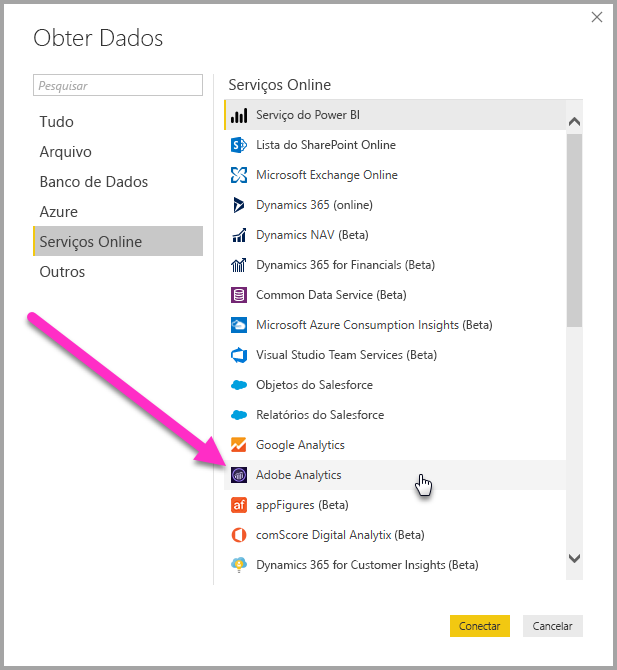 Obter Dados
Pesquisar
Tudo
Arquivo
Banco de Dados
Azure
Serviços Online
Outros
Serviços Online
Serviço do Power BI
Lista do SharePoint Online
Microsoft Exchange Online
Dynamics 365 (online)
Dynamics NAV (Beta)
Dynamics 365 for Financials (Beta)
Common Data Service (Beta)
Microsoft Azure Consumption Insights (Beta)
Visual Studio Team Services (Beta)
Objetos do Salesforce
Relatórios do Salesforce
Google Analytics
Adobe Analytics
af appFigures (Beta)
comScore Digital Analytix (Beta)
Dynamics 365 for Customer Insights (Beta)
Conectar
Cancelar